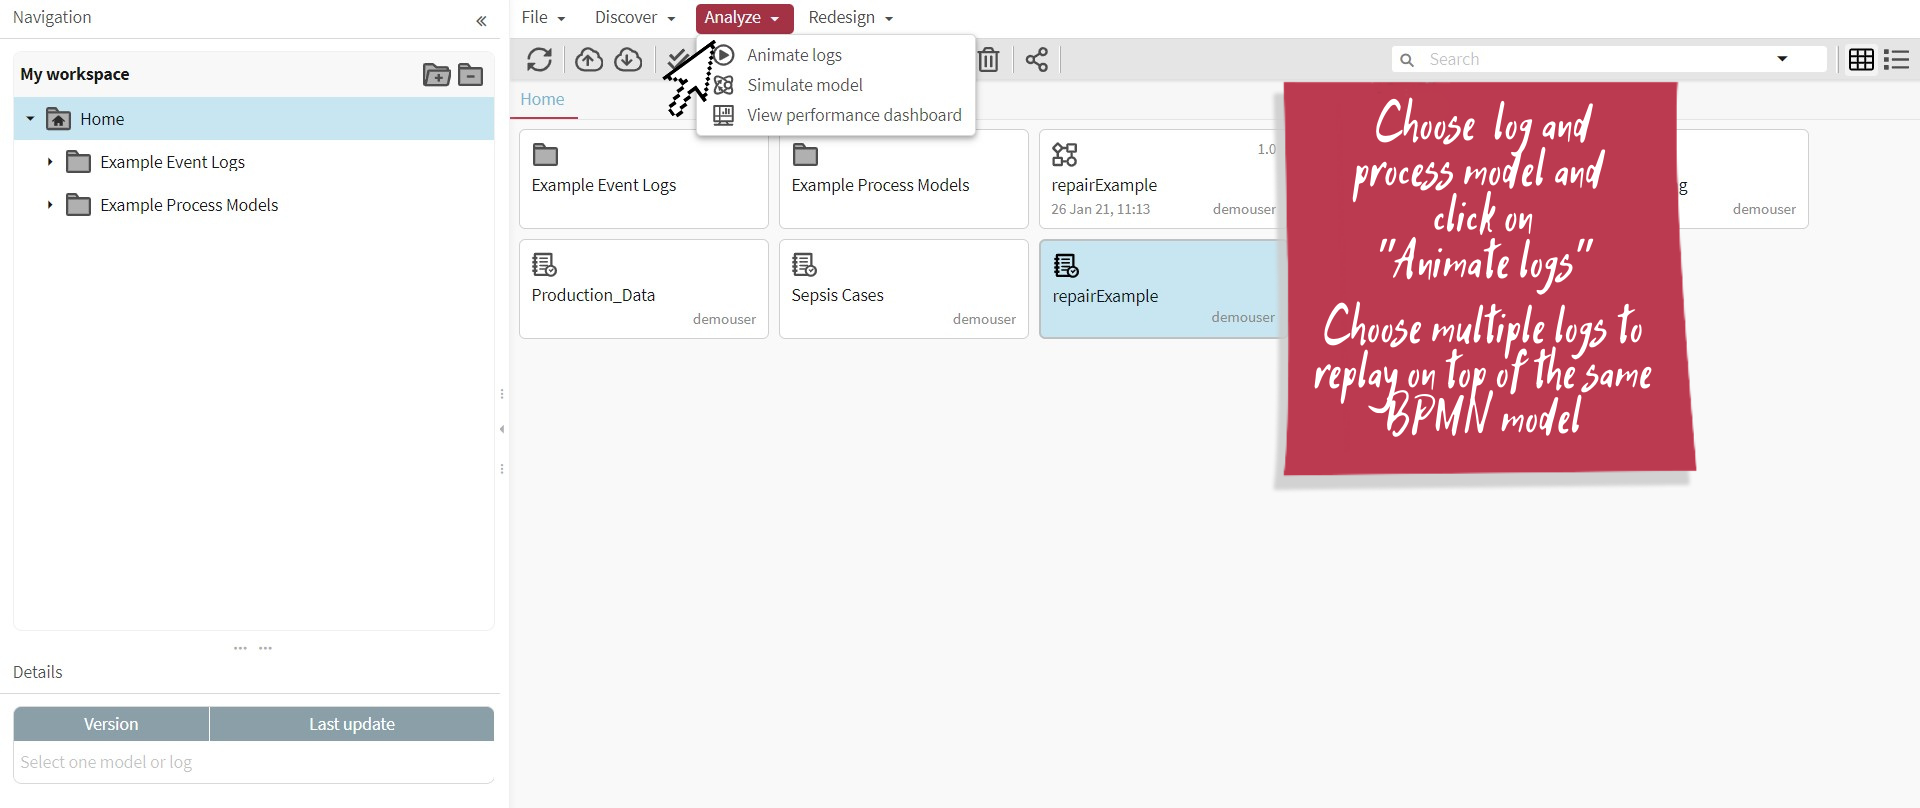 Navigation
«
File
Discover
Analyze
Redesign
Animate logs
Simulate model
View performance dashboard
Search
My workspace
Home
Example Event Logs
Example Process Models
Home
Example Event Logs
Example Process Models
repairExample
1.0
26 Jan 21, 11:13
demouser
g
demouser
Production_Data
demouser
Sepsis Cases
demouser
repairExample
demouser
Choose log and
process model and
click on
"Animate logs"
Choose multiple logs to
replay on top of the same
BPMN model
Details
Version
Last update
Select one model or log